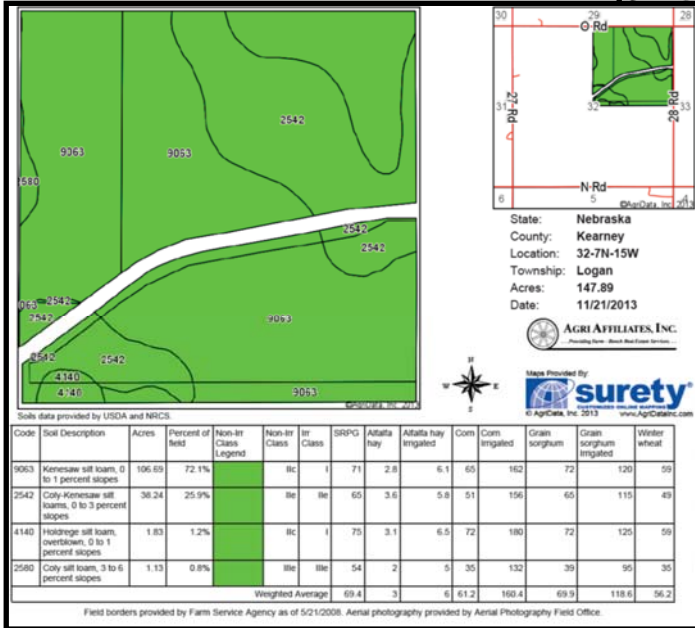 30
29
28
O Rd
31
27-Rd
32
28-Rd
33
N Rd
6
5
4
©AgriData, Inc. 2013
2542
9063
9063
2580
2542
2542
9063
2542
2542
2542
2542
4140
4140
9063
9063
©AgriData, Inc. 2013
State: Nebraska
County: Kearney
Location: 32-7N-15W
Township: Logan
Acres: 147.89
Date: 11/21/2013
AGRI AFFILIATES, INC.
...Providing Farm - Ranch Real Estate Services...
N
W E
S
Maps Provided By:
surety®
CUSTOMIZED ONLINE MAPPING
© AgriData, Inc. 2013 www.AgriDataInc.com
Soils data provided by USDA and NRCS.
Code Soil Description Acres Percent of field Non-Irr Class Legend Non-Irr Class Irr Class SRPG Alfalfa hay Alfalfa hay Irrigated Corn Corn Irrigated Grain sorghum Grain sorghum Irrigated Winter wheat
9063 Kenesaw silt loam, 0 to 1 percent slopes 106.69 72.1% IIc I 71 2.8 6.1 65 162 72 120 59
2542 Coly-Kenesaw silt loams, 0 to 3 percent slopes 38.24 25.9% IIe IIe 65 3.6 5.8 51 156 65 115 49
4140 Holdrege silt loam, overblown, 0 to 1 percent slopes 1.83 1.2% IIc I 75 3.1 6.5 72 180 72 125 59
2580 Coly silt loam, 3 to 6 percent slopes 1.13 0.8% IIIe IIIe 54 2 5 35 132 39 95 35
Weighted Average 69.4 3 6 61.2 160.4 69.9 118.6 56.2
Field borders provided by Farm Service Agency as of 5/21/2008. Aerial photography provided by Aerial Photography Field Office.